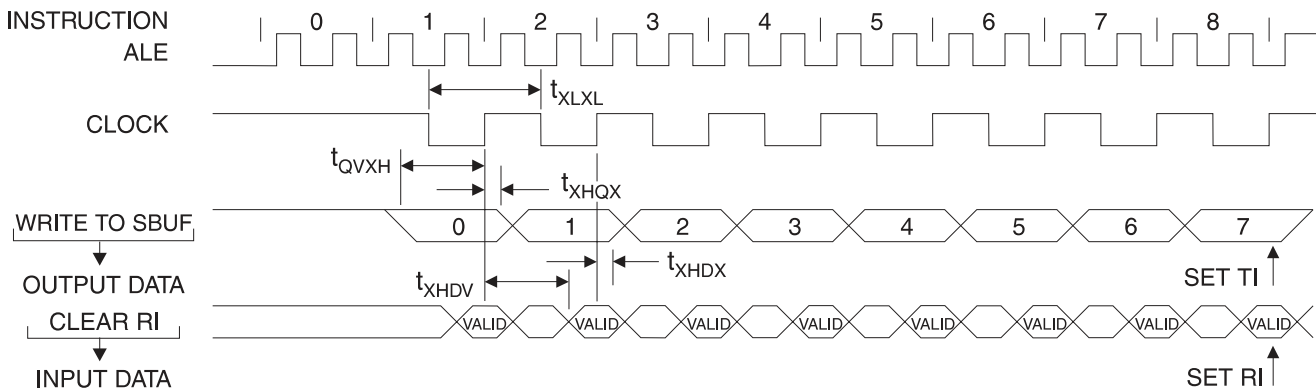 INSTRUCTION 0 1 2 3 4 5 6 7 8
ALE
tXLXL
CLOCK
tQVXH
tXHQX
WRITE TO SBUF 0 1 2 3 4 5 6 7
tXHDX
tXHDV
SET TI
OUTPUT DATA
CLEAR RI VALID VALID VALID VALID VALID VALID VALID VALID
INPUT DATA
SET RI